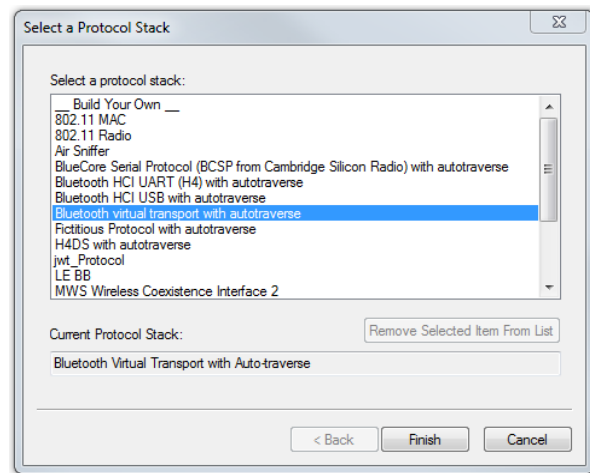 Select a Protocol Stack
Select a protocol stack:
__ Build Your Own __
802.11 MAC
802.11 Radio
Air Sniffer
BlueCore Serial Protocol (BCSP from Cambridge Silicon Radio) with autotraverse
Bluetooth HCI UART (H4) with autotraverse
Bluetooth HCI USB with autotraverse
Bluetooth virtual transport with autotraverse
Fictitious Protocol with autotraverse
H4DS with autotraverse
jwt_Protocol
LE BB
MWS Wireless Coexistence Interface 2
Current Protocol Stack:
Remove Selected Item From List
Bluetooth Virtual Transport with Auto-traverse
< Back
Finish
Cancel